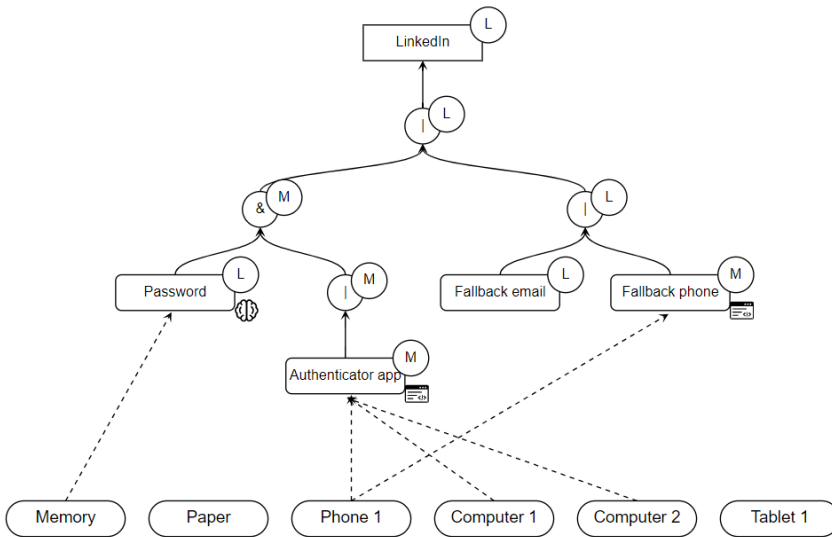 LinkedIn
L
|
L
&
M
|
L
Password
L
|
M
Fallback email
L
Fallback phone
M
Authenticator app
M
Memory
Paper
Phone 1
Computer 1
Computer 2
Tablet 1